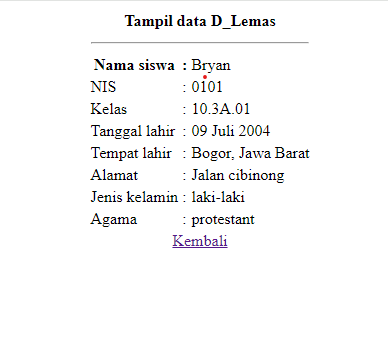 Tampil data D_Lemas
Nama siswa : Bryan
NIS : 0101
Kelas : 10.3A.01
Tanggal lahir : 09 Juli 2004
Tempat lahir : Bogor, Jawa Barat
Alamat : Jalan cibinong
Jenis kelamin : laki-laki
Agama : protestant
Kembali